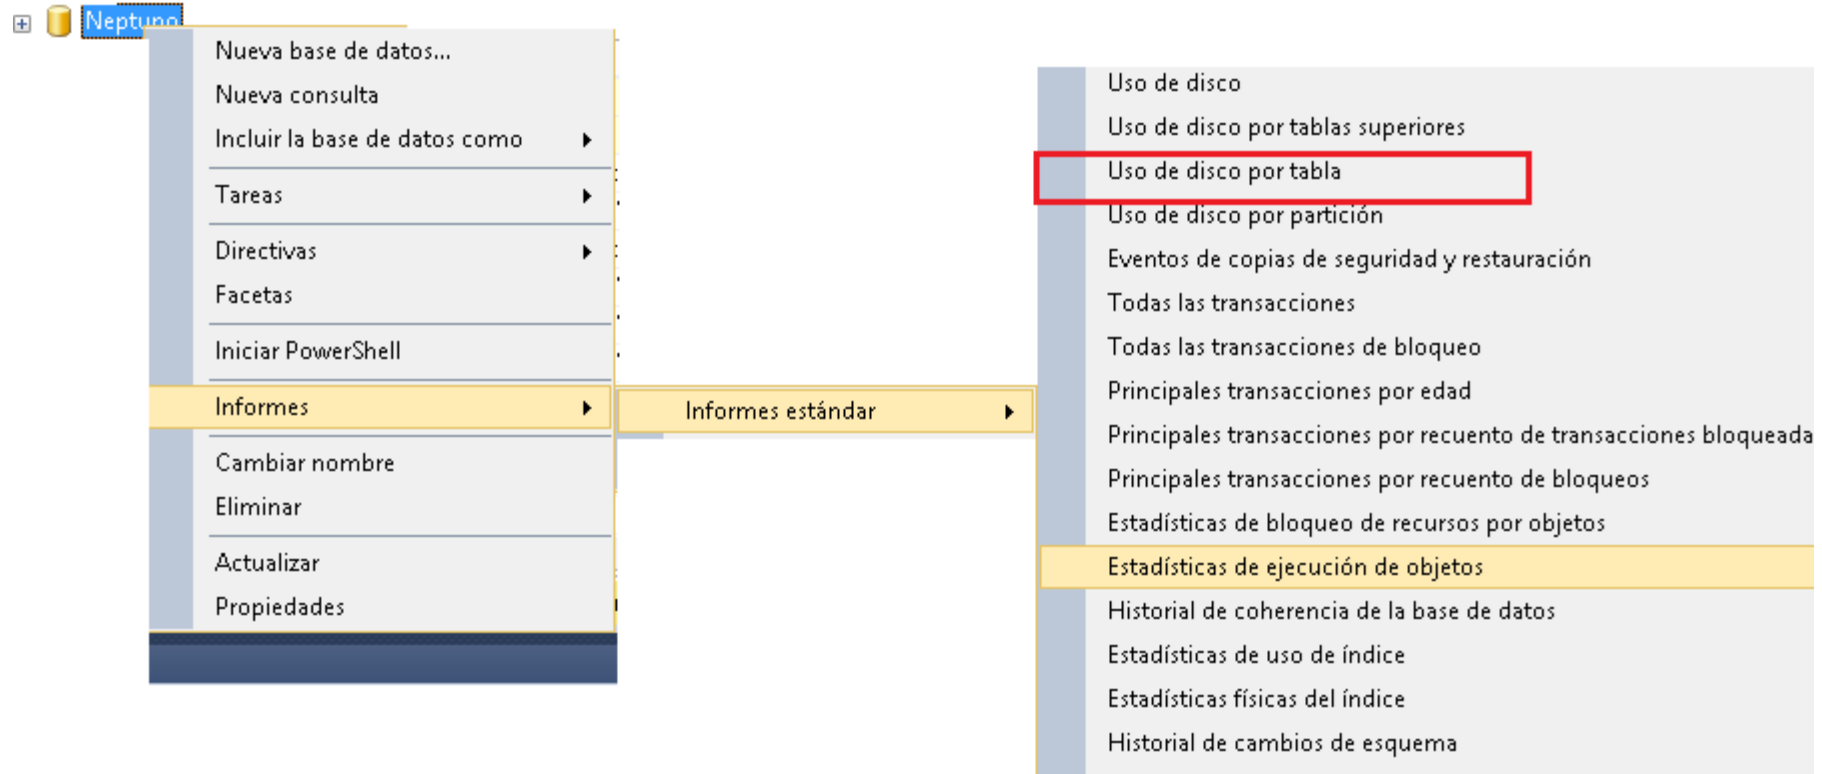 Neptuno
Nueva base de datos...
Nueva consulta
Incluir la base de datos como
Tareas
Directivas
Facetas
Iniciar PowerShell
Informes
Cambiar nombre
Eliminar
Actualizar
Propiedades
Informes estándar
Uso de disco
Uso de disco por tablas superiores
Uso de disco por tabla
Uso de disco por partición
Eventos de copias de seguridad y restauración
Todas las transacciones
Todas las transacciones de bloqueo
Principales transacciones por edad
Principales transacciones por recuento de transacciones bloqueada
Principales transacciones por recuento de bloqueos
Estadísticas de bloqueo de recursos por objetos
Estadísticas de ejecución de objetos
Historial de coherencia de la base de datos
Estadísticas de uso de índice
Estadísticas físicas del índice
Historial de cambios de esquema